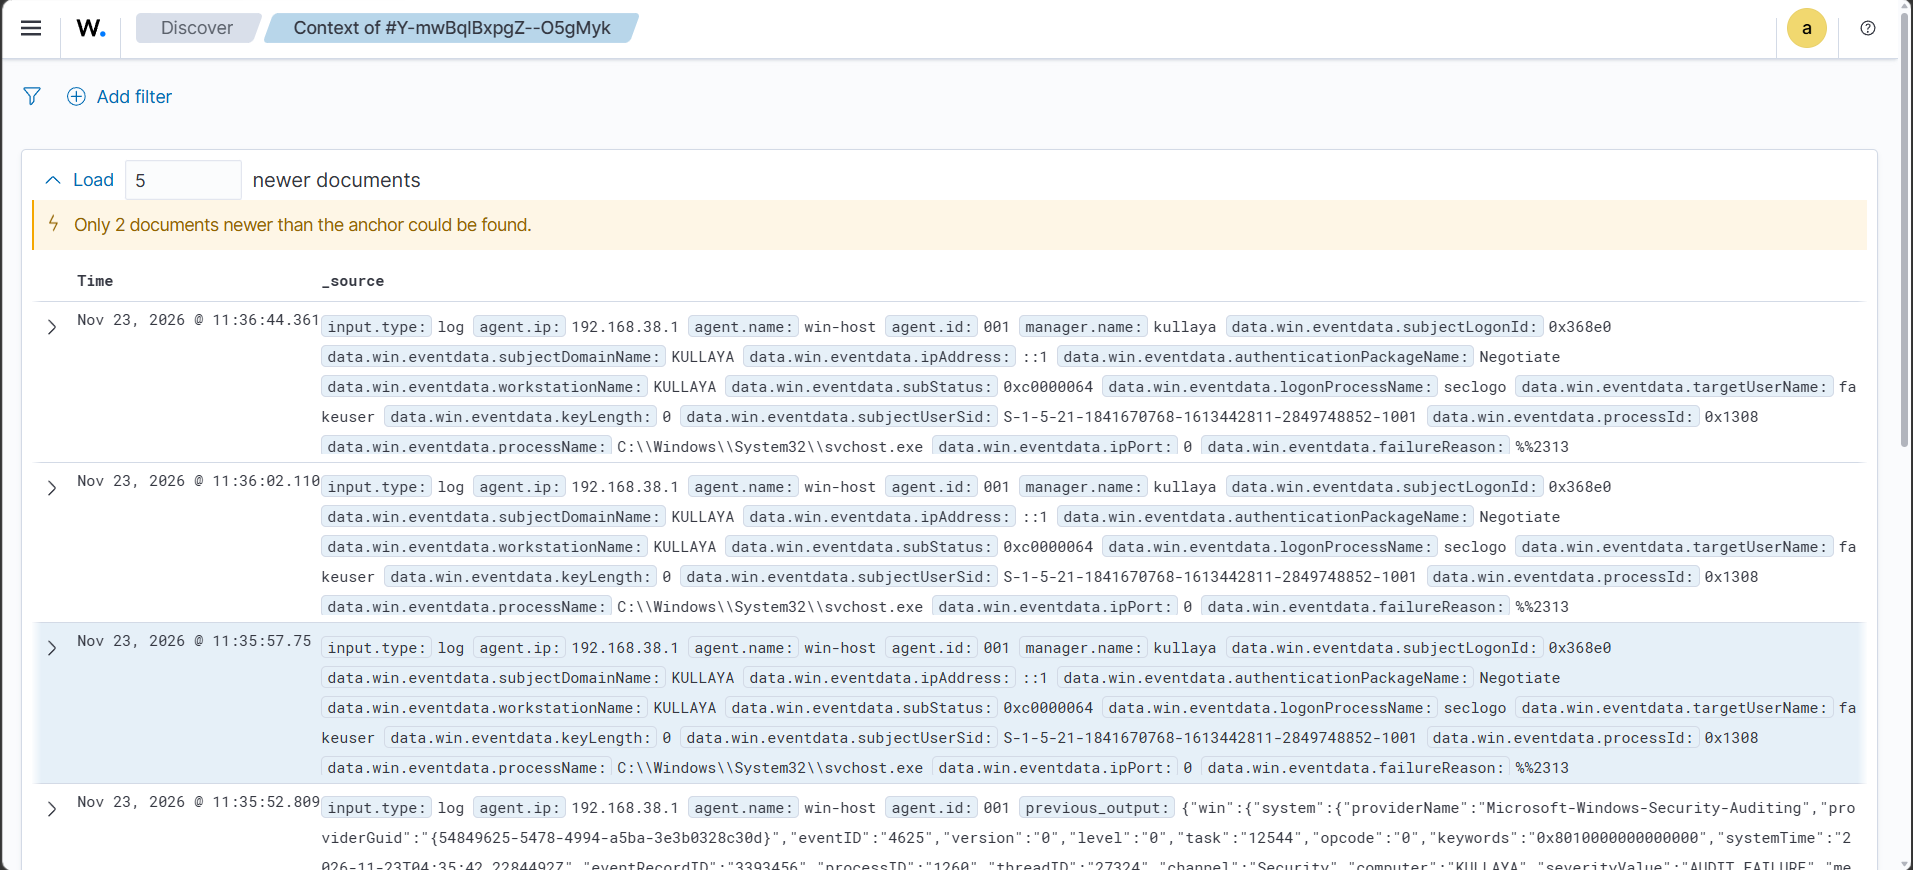 W.
Discover
Context of #Y-mwBqlBxpgZ--O5gMyk
a
Add filter
Load 5 newer documents
Only 2 documents newer than the anchor could be found.
Time _source
Nov 23, 2026 @ 11:36:44.361 input.type: log agent.ip: 192.168.38.1 agent.name: win-host agent.id: 001 manager.name: kullaya data.win.eventdata.subjectLogonId: 0x368e0
data.win.eventdata.subjectDomainName: KULLAYA data.win.eventdata.ipAddress: ::1 data.win.eventdata.authenticationPackageName: Negotiate
data.win.eventdata.workstationName: KULLAYA data.win.eventdata.subStatus: 0xc0000064 data.win.eventdata.logonProcessName: seclogo data.win.eventdata.targetUserName: fa
keuser data.win.eventdata.keyLength: 0 data.win.eventdata.subjectUserSid: S-1-5-21-1841670768-1613442811-2849748852-1001 data.win.eventdata.processId: 0x1308
data.win.eventdata.processName: C:\\Windows\\System32\\svchost.exe data.win.eventdata.ipPort: 0 data.win.eventdata.failureReason: %%2313
Nov 23, 2026 @ 11:36:02.110 input.type: log agent.ip: 192.168.38.1 agent.name: win-host agent.id: 001 manager.name: kullaya data.win.eventdata.subjectLogonId: 0x368e0
data.win.eventdata.subjectDomainName: KULLAYA data.win.eventdata.ipAddress: ::1 data.win.eventdata.authenticationPackageName: Negotiate
data.win.eventdata.workstationName: KULLAYA data.win.eventdata.subStatus: 0xc0000064 data.win.eventdata.logonProcessName: seclogo data.win.eventdata.targetUserName: fa
keuser data.win.eventdata.keyLength: 0 data.win.eventdata.subjectUserSid: S-1-5-21-1841670768-1613442811-2849748852-1001 data.win.eventdata.processId: 0x1308
data.win.eventdata.processName: C:\\Windows\\System32\\svchost.exe data.win.eventdata.ipPort: 0 data.win.eventdata.failureReason: %%2313
Nov 23, 2026 @ 11:35:57.75 input.type: log agent.ip: 192.168.38.1 agent.name: win-host agent.id: 001 manager.name: kullaya data.win.eventdata.subjectLogonId: 0x368e0
data.win.eventdata.subjectDomainName: KULLAYA data.win.eventdata.ipAddress: ::1 data.win.eventdata.authenticationPackageName: Negotiate
data.win.eventdata.workstationName: KULLAYA data.win.eventdata.subStatus: 0xc0000064 data.win.eventdata.logonProcessName: seclogo data.win.eventdata.targetUserName: fa
keuser data.win.eventdata.keyLength: 0 data.win.eventdata.subjectUserSid: S-1-5-21-1841670768-1613442811-2849748852-1001 data.win.eventdata.processId: 0x1308
data.win.eventdata.processName: C:\\Windows\\System32\\svchost.exe data.win.eventdata.ipPort: 0 data.win.eventdata.failureReason: %%2313
Nov 23, 2026 @ 11:35:52.809 input.type: log agent.ip: 192.168.38.1 agent.name: win-host agent.id: 001 previous_output: {"win":{"system":{"providerName":"Microsoft-Windows-Security-Auditing","pro
viderGuid":"{54849625-5478-4994-a5ba-3e3b0328c30d}","eventID":"4625","version":"0","level":"0","task":"12544","opcode":"0","keywords":"0x8010000000000000","systemTime":"2
026-11-23T04:35:42.2284492Z","eventRecordID":"3393456","processID":"1260","threadID":"27324","channel":"Security","computer":"KULLAYA","severityValue":"AUDIT_FAILURE","me